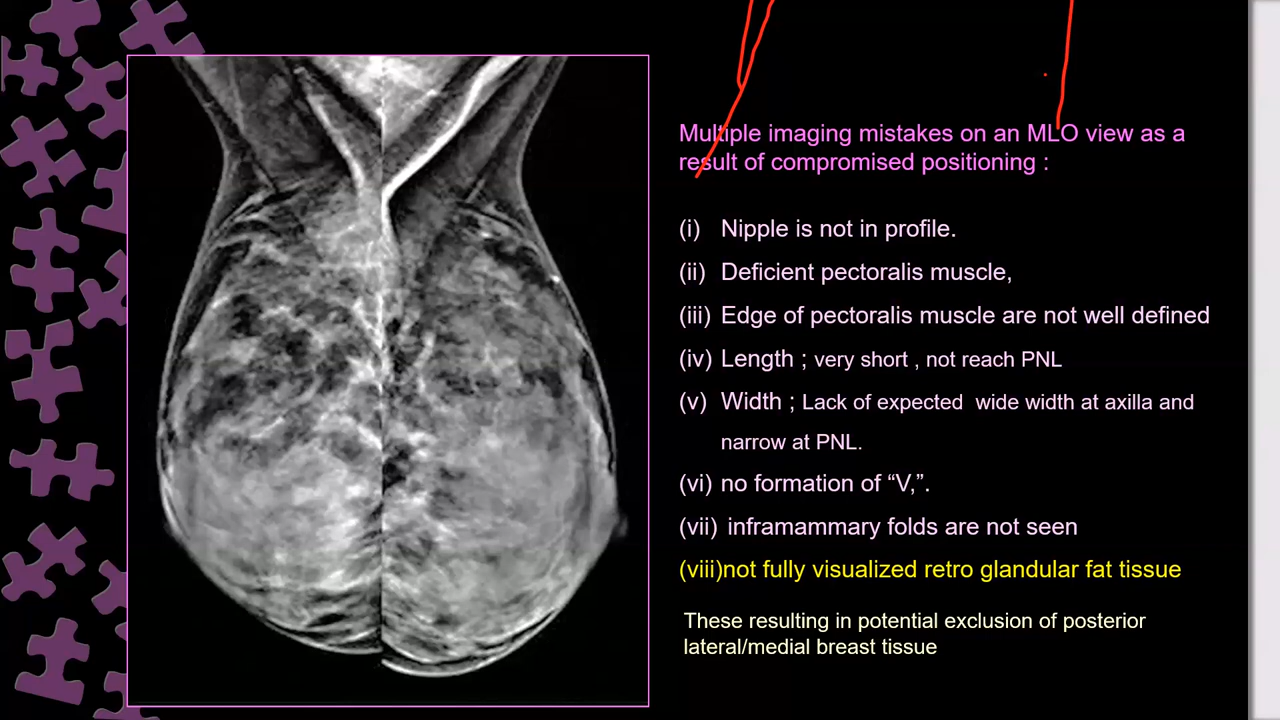 Multiple imaging mistakes on an MLO view as a
result of compromised positioning :
(i) Nipple is not in profile.
(ii) Deficient pectoralis muscle,
(iii) Edge of pectoralis muscle are not well defined
(iv) Length ; very short , not reach PNL
(v) Width ; Lack of expected wide width at axilla and
narrow at PNL.
(vi) no formation of “V,”.
(vii) inframammary folds are not seen
(viii)not fully visualized retro glandular fat tissue
These resulting in potential exclusion of posterior
lateral/medial breast tissue